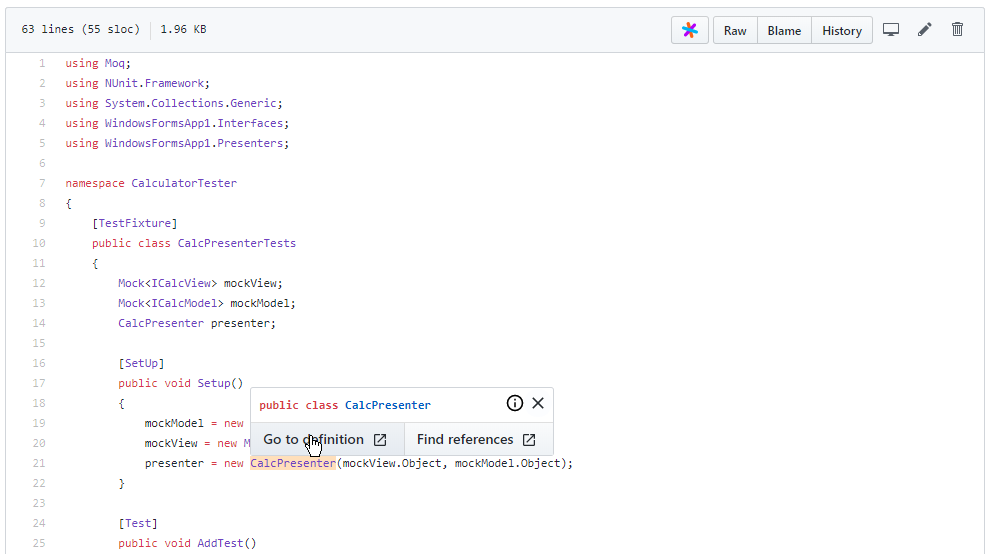 63 lines (55 sloc) 1.96 KB Raw Blame History
1 using Moq;
2 using NUnit.Framework;
3 using System.Collections.Generic;
4 using WindowsFormsApp1.Interfaces;
5 using WindowsFormsApp1.Presenters;
6
7 namespace CalculatorTester
8 {
9 [TestFixture]
10 public class CalcPresenterTests
11 {
12 Mock<ICalcView> mockView;
13 Mock<ICalcModel> mockModel;
14 CalcPresenter presenter;
15
16 [SetUp]
17 public void Setup()
public class CalcPresenter
18 {
19 mockModel = new
Go to definition Find references
20 mockView = new M
21 presenter = new CalcPresenter(mockView.Object, mockModel.Object);
22 }
23
24 [Test]
25 public void AddTest()